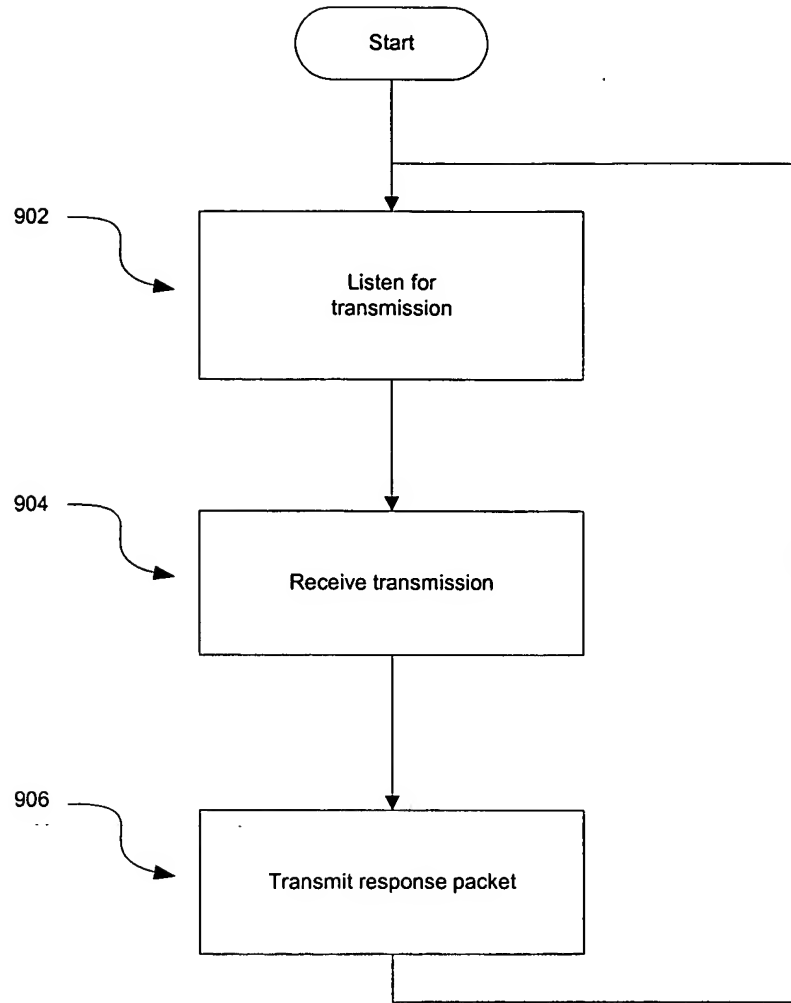 Start
902
Listen for
transmission
904
Receive transmission
906
Transmit response packet